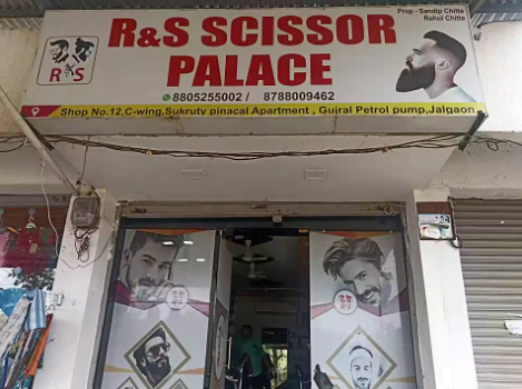 Prop - Sandip Chitte
Rahul Chitte
R&S SCISSOR
PALACE
R S
8805255002 / 8788009462
Shop No.12,C-wing,Sukruty pinacal Apartment , Gujral Petrol pump,Jalgaon